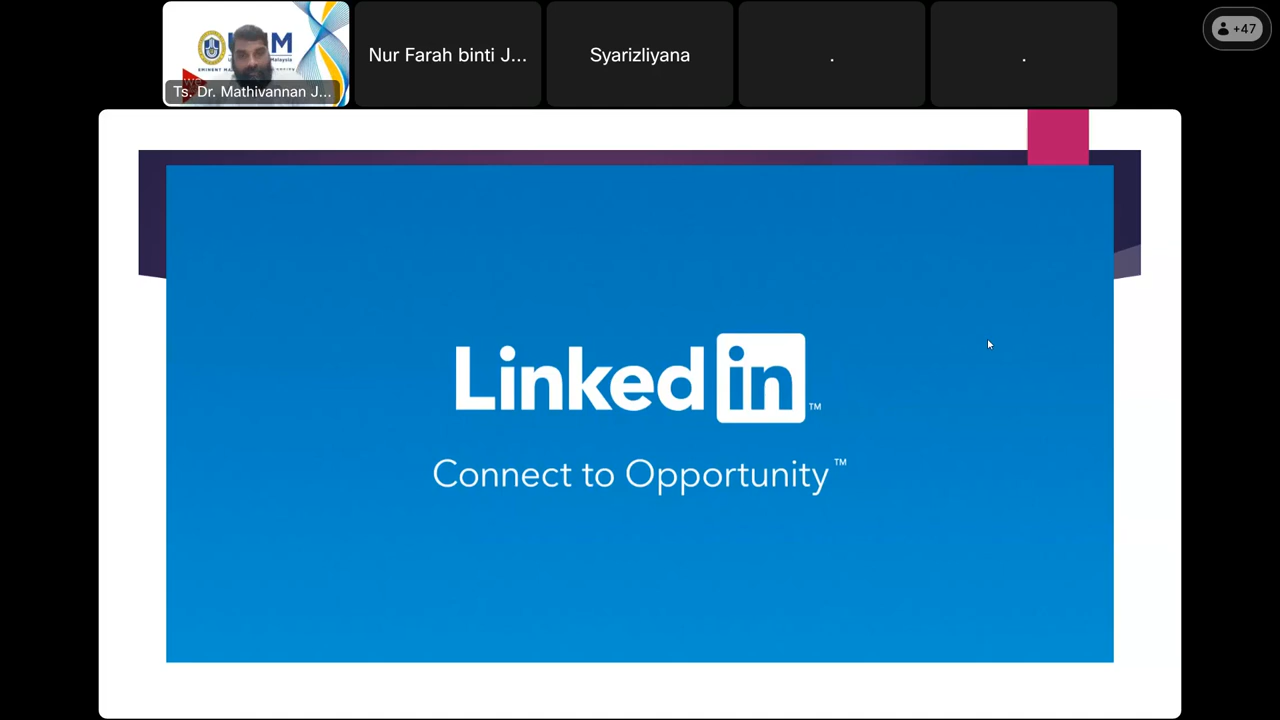 Ts. Dr. Mathivannan J...
Nur Farah binti J...
Syarizliyana
.
.
+47
Linkedin™
Connect to Opportunity™